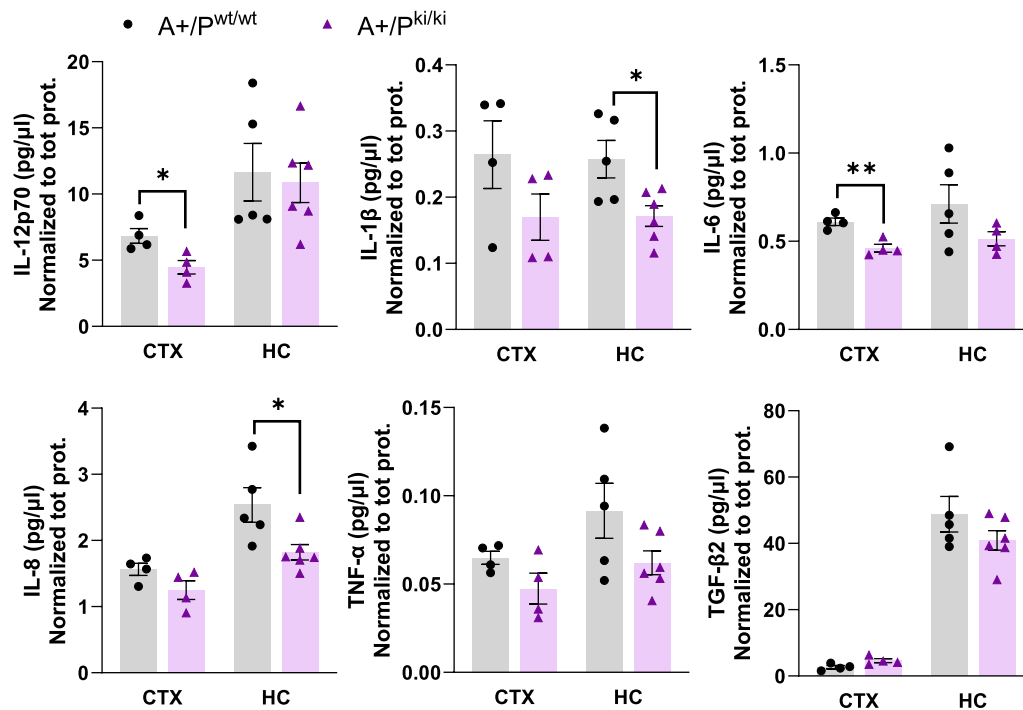 A+/P^wt/wt A+/P^ki/ki
IL-12p70 (pg/µl)
Normalized to tot prot.
20
15
10
5
0
*
CTX HC
IL-1β (pg/µl)
Normalized to tot prot.
0.4
0.3
0.2
0.1
0.0
*
CTX HC
IL-6 (pg/µl)
Normalized to tot prot.
1.5
1.0
0.5
0.0
**
CTX HC
IL-8 (pg/µl)
Normalized to tot prot.
4
3
2
1
0
*
CTX HC
TNF-α (pg/µl)
Normalized to tot prot.
0.15
0.10
0.05
0.00
CTX HC
TGF-β2 (pg/µl)
Normalized to tot prot.
80
60
40
20
0
CTX HC